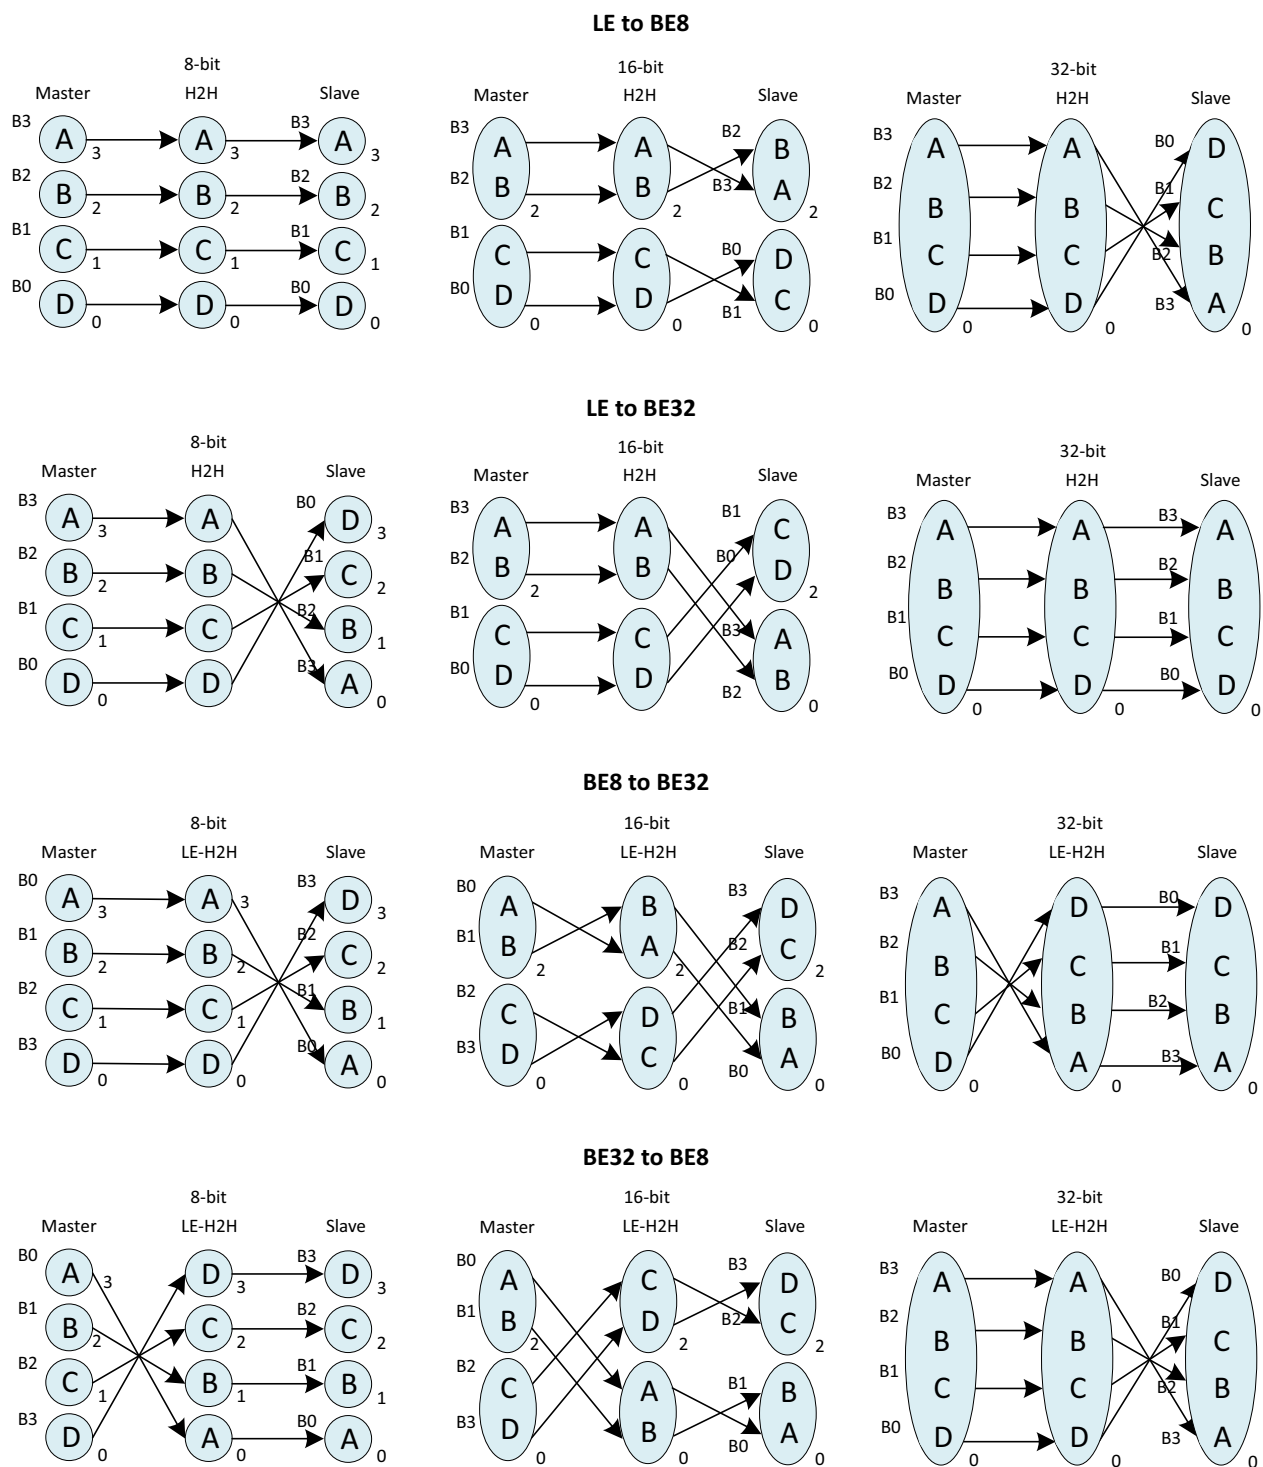 LE to BE8
8-bit
Master H2H Slave
B3 A 3 A 3 B3 A 3
B2 B 2 B 2 B2 B 2
B1 C 1 C 1 B1 C 1
B0 D 0 D 0 B0 D 0
16-bit
Master H2H Slave
B3 A A B2 B
B2 B 2 B 2 B3 A 2
B1 C C B0 D
B0 D 0 D 0 B1 C 0
32-bit
Master H2H Slave
B3 A A B0 D
B2 B B B1 C
B1 C C B2 B
B0 D 0 D 0 B3 A 0
LE to BE32
8-bit
Master H2H Slave
B3 A 3 A B0 D 3
B2 B 2 B B1 C 2
B1 C 1 C B2 B 1
B0 D 0 D B3 A 0
16-bit
Master H2H Slave
B3 A A B1 C
B2 B 2 B B0 D 2
B1 C C B3 A
B0 D 0 D B2 B 0
32-bit
Master H2H Slave
B3 A A B3 A
B2 B B B2 B
B1 C C B1 C
B0 D 0 D 0 B0 D 0
BE8 to BE32
8-bit
Master LE-H2H Slave
B0 A 3 A 3 B3 D 3
B1 B 2 B 2 B2 C 2
B2 C 1 C 1 B1 B 1
B3 D 0 D 0 B0 A 0
16-bit
Master LE-H2H Slave
B0 A B B3 D
B1 B 2 A 2 B2 C 2
B2 C D B1 B
B3 D 0 C 0 B0 A 0
32-bit
Master LE-H2H Slave
B3 A D B0 D
B2 B C B1 C
B1 C B B2 B
B0 D 0 A 0 B3 A 0
BE32 to BE8
8-bit
Master LE-H2H Slave
B0 A 3 D 3 B3 D 3
B1 B 2 C 2 B2 C 2
B2 C 1 B 1 B1 B 1
B3 D 0 A 0 B0 A 0
16-bit
Master LE-H2H Slave
B0 A C B3 D
B1 B 2 D 2 B2 C 2
B2 C A B1 B
B3 D 0 B 0 B0 A 0
32-bit
Master LE-H2H Slave
B3 A A B0 D
B2 B B B1 C
B1 C C B2 B
B0 D 0 D 0 B3 A 0